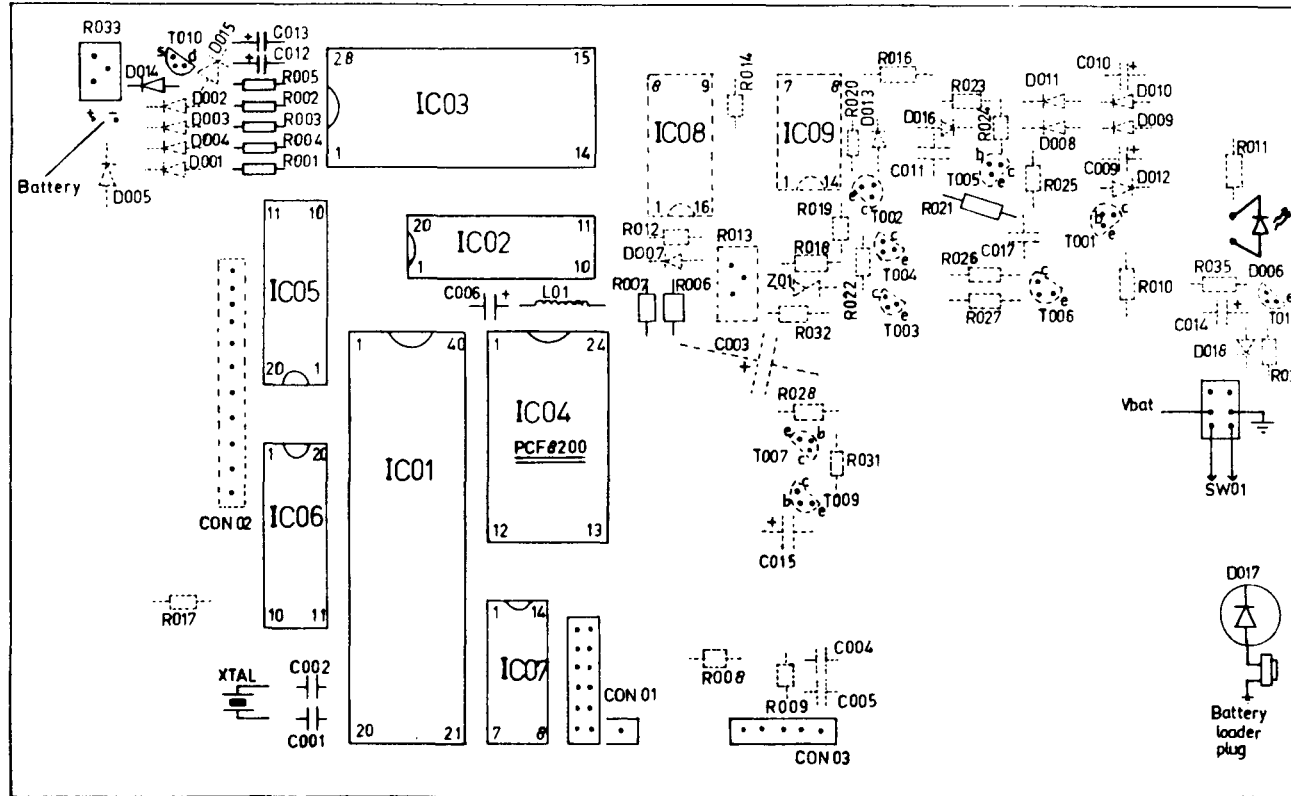 R033
T010
s
d
D015
+
C013
+
C012
D014
R005
D002
R002
D003
R003
D004
R004
D001
R001
+ -
Battery
D005
28
15
IC03
1
14
8
9
IC08
1
16
R014
7
8
IC09
1
14
R020
D013
R016
R023
D016
R024
D011
D008
C010
+
D010
D009
C009
+
D012
C011
T005
b
c
e
R025
R021
C017
T001
b
c
e
R011
11
10
IC05
20
1
20
11
IC02
1
10
R012
D007
R007
R006
R013
R019
R018
Z01
R032
R022
e
c
T002
e
T004
c
e
T003
R026
R027
c
e
T006
R010
R035
D006
C014
+
e
T01
D018
R03
C006
+
L01
C003
+
1
40
IC01
20
21
1
24
IC04
PCF8200
12
13
CON 02
1
20
IC06
10
11
R017
R028
e
b
c
T007
R031
c
b
e
T009
+
C015
Vbat
SW01
D017
XTAL
C002
C001
1
14
IC07
7
8
CON 01
R008
R009
C004
C005
CON 03
+
Battery
loader
plug